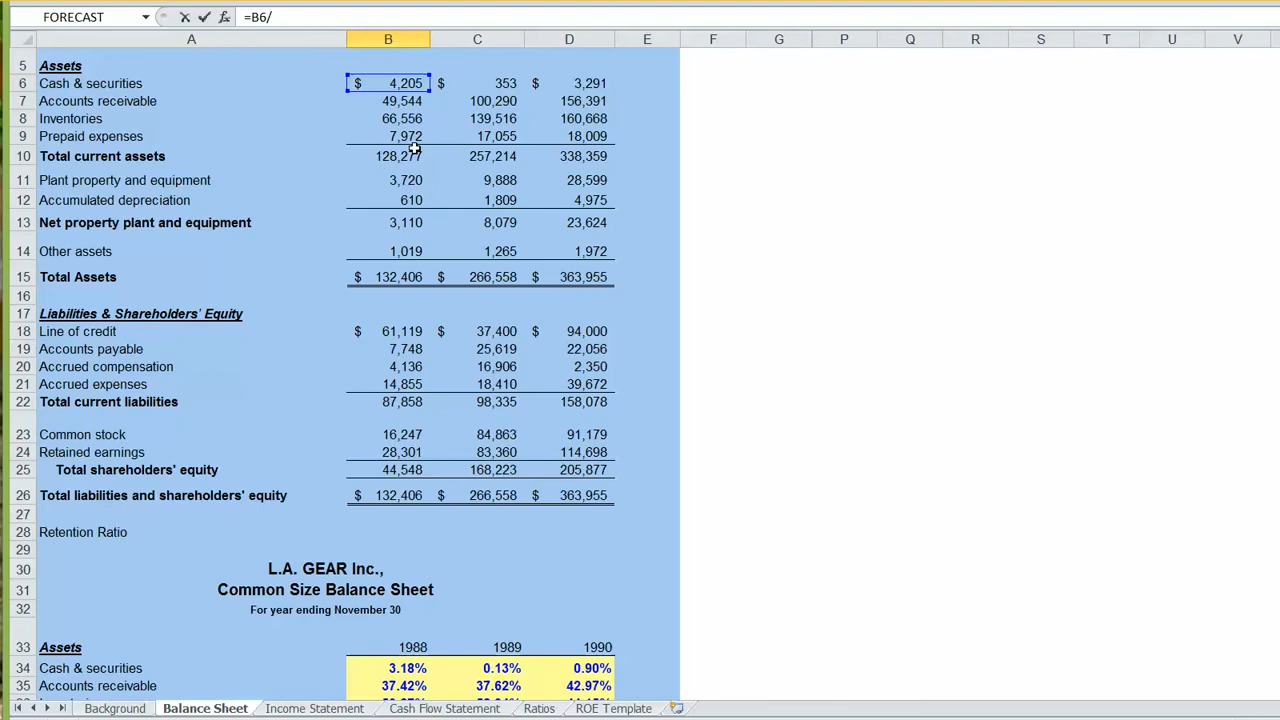 FORECAST =B6/
A B C D E F G H I J K L M N O P Q R S T U V
5 Assets
6 Cash & securities $ 4,205 $ 353 $ 3,291
7 Accounts receivable 49,544 100,290 156,391
8 Inventories 66,556 139,516 160,668
9 Prepaid expenses 7,972 17,055 18,009
10 Total current assets 128,277 257,214 338,359
11 Plant property and equipment 3,720 9,888 28,599
12 Accumulated depreciation 610 1,809 4,975
13 Net property plant and equipment 3,110 8,079 23,624
14 Other assets 1,019 1,265 1,972
15 Total Assets $ 132,406 $ 266,558 $ 363,955
16
17 Liabilities & Shareholders' Equity
18 Line of credit $ 61,119 $ 37,400 $ 94,000
19 Accounts payable 7,748 25,619 22,056
20 Accrued compensation 4,136 16,906 2,350
21 Accrued expenses 14,855 18,410 39,672
22 Total current liabilities 87,858 98,335 158,078
23 Common stock 16,247 84,863 91,179
24 Retained earnings 28,301 83,360 114,698
25 Total shareholders' equity 44,548 168,223 205,877
26 Total liabilities and shareholders' equity $ 132,406 $ 266,558 $ 363,955
27
28 Retention Ratio
29
30 L.A. GEAR Inc.,
31 Common Size Balance Sheet
32 For year ending November 30
33 Assets 1988 1989 1990
34 Cash & securities 3.18% 0.13% 0.90%
35 Accounts receivable 37.42% 37.62% 42.97%
Background Balance Sheet Income Statement Cash Flow Statement Ratios ROE Template